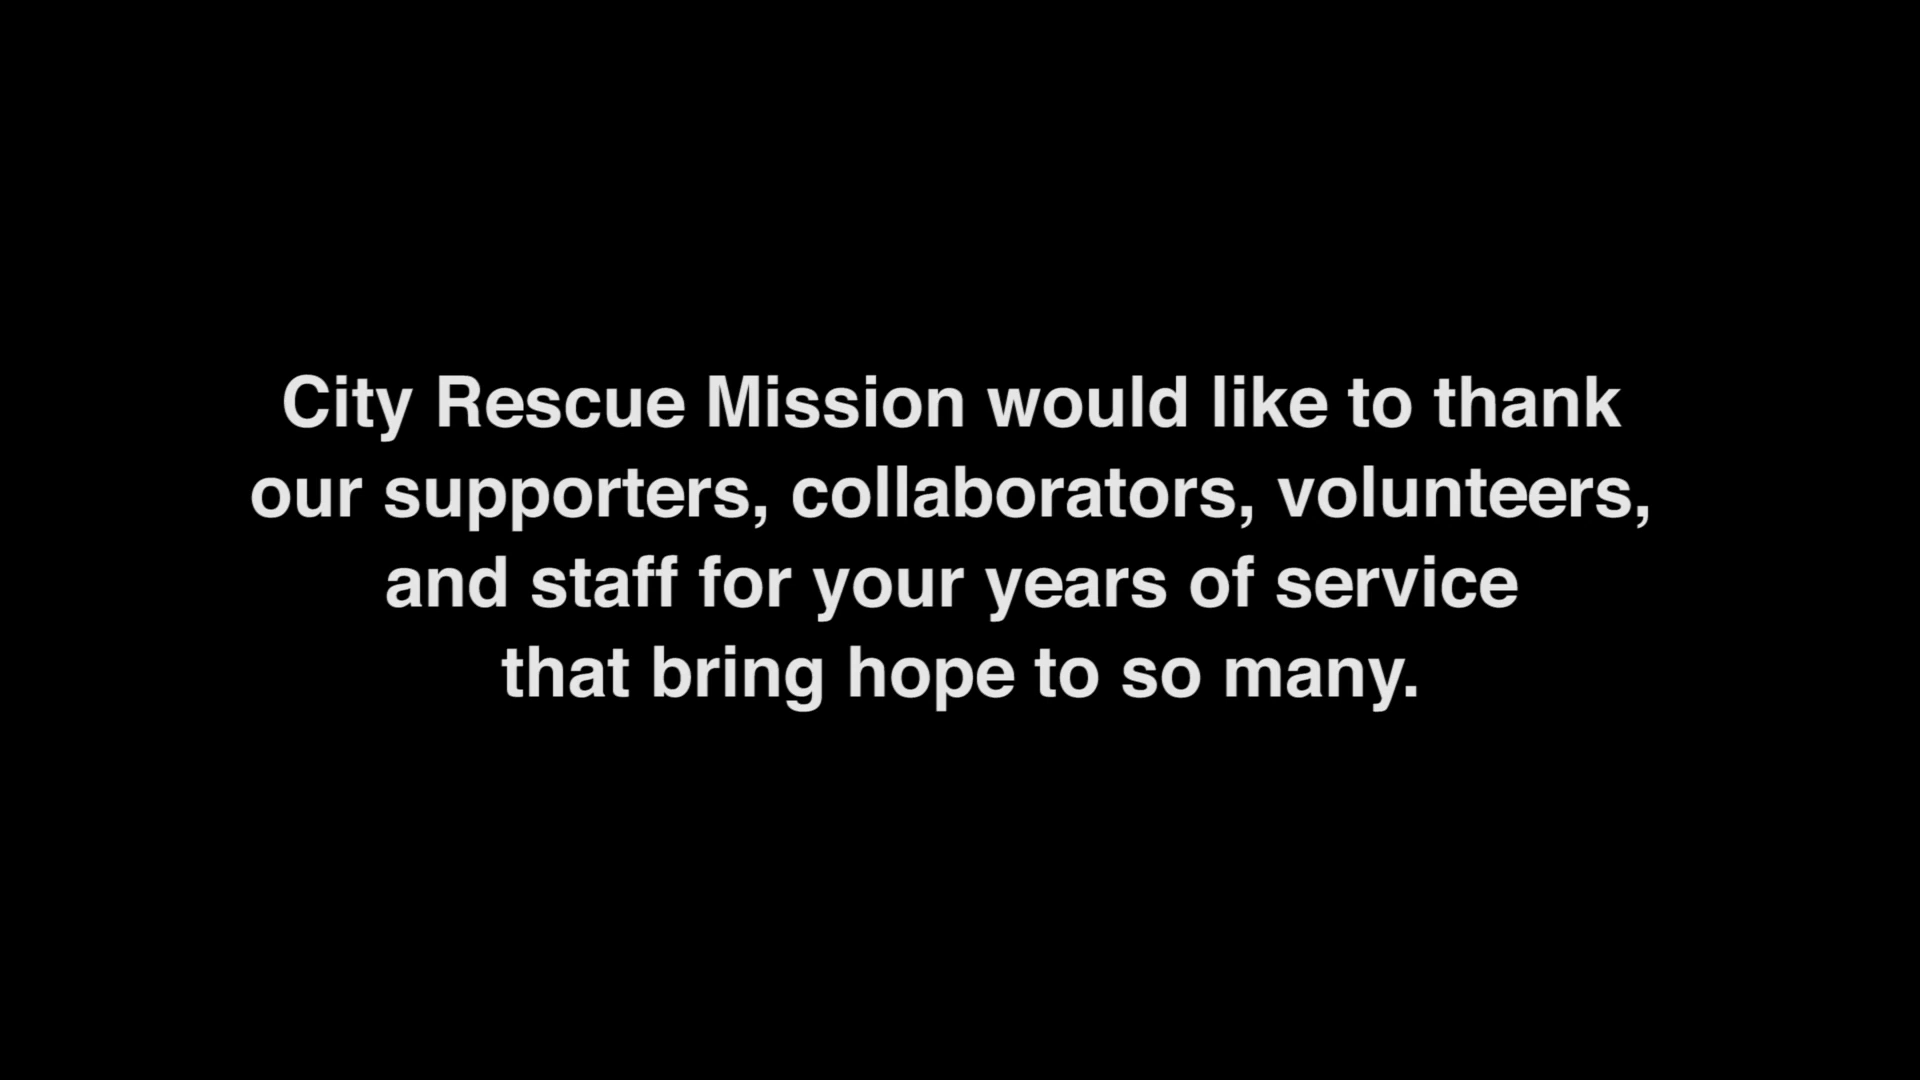 City Rescue Mission would like to thank
our supporters, collaborators, volunteers,
and staff for your years of service
that bring hope to so many.